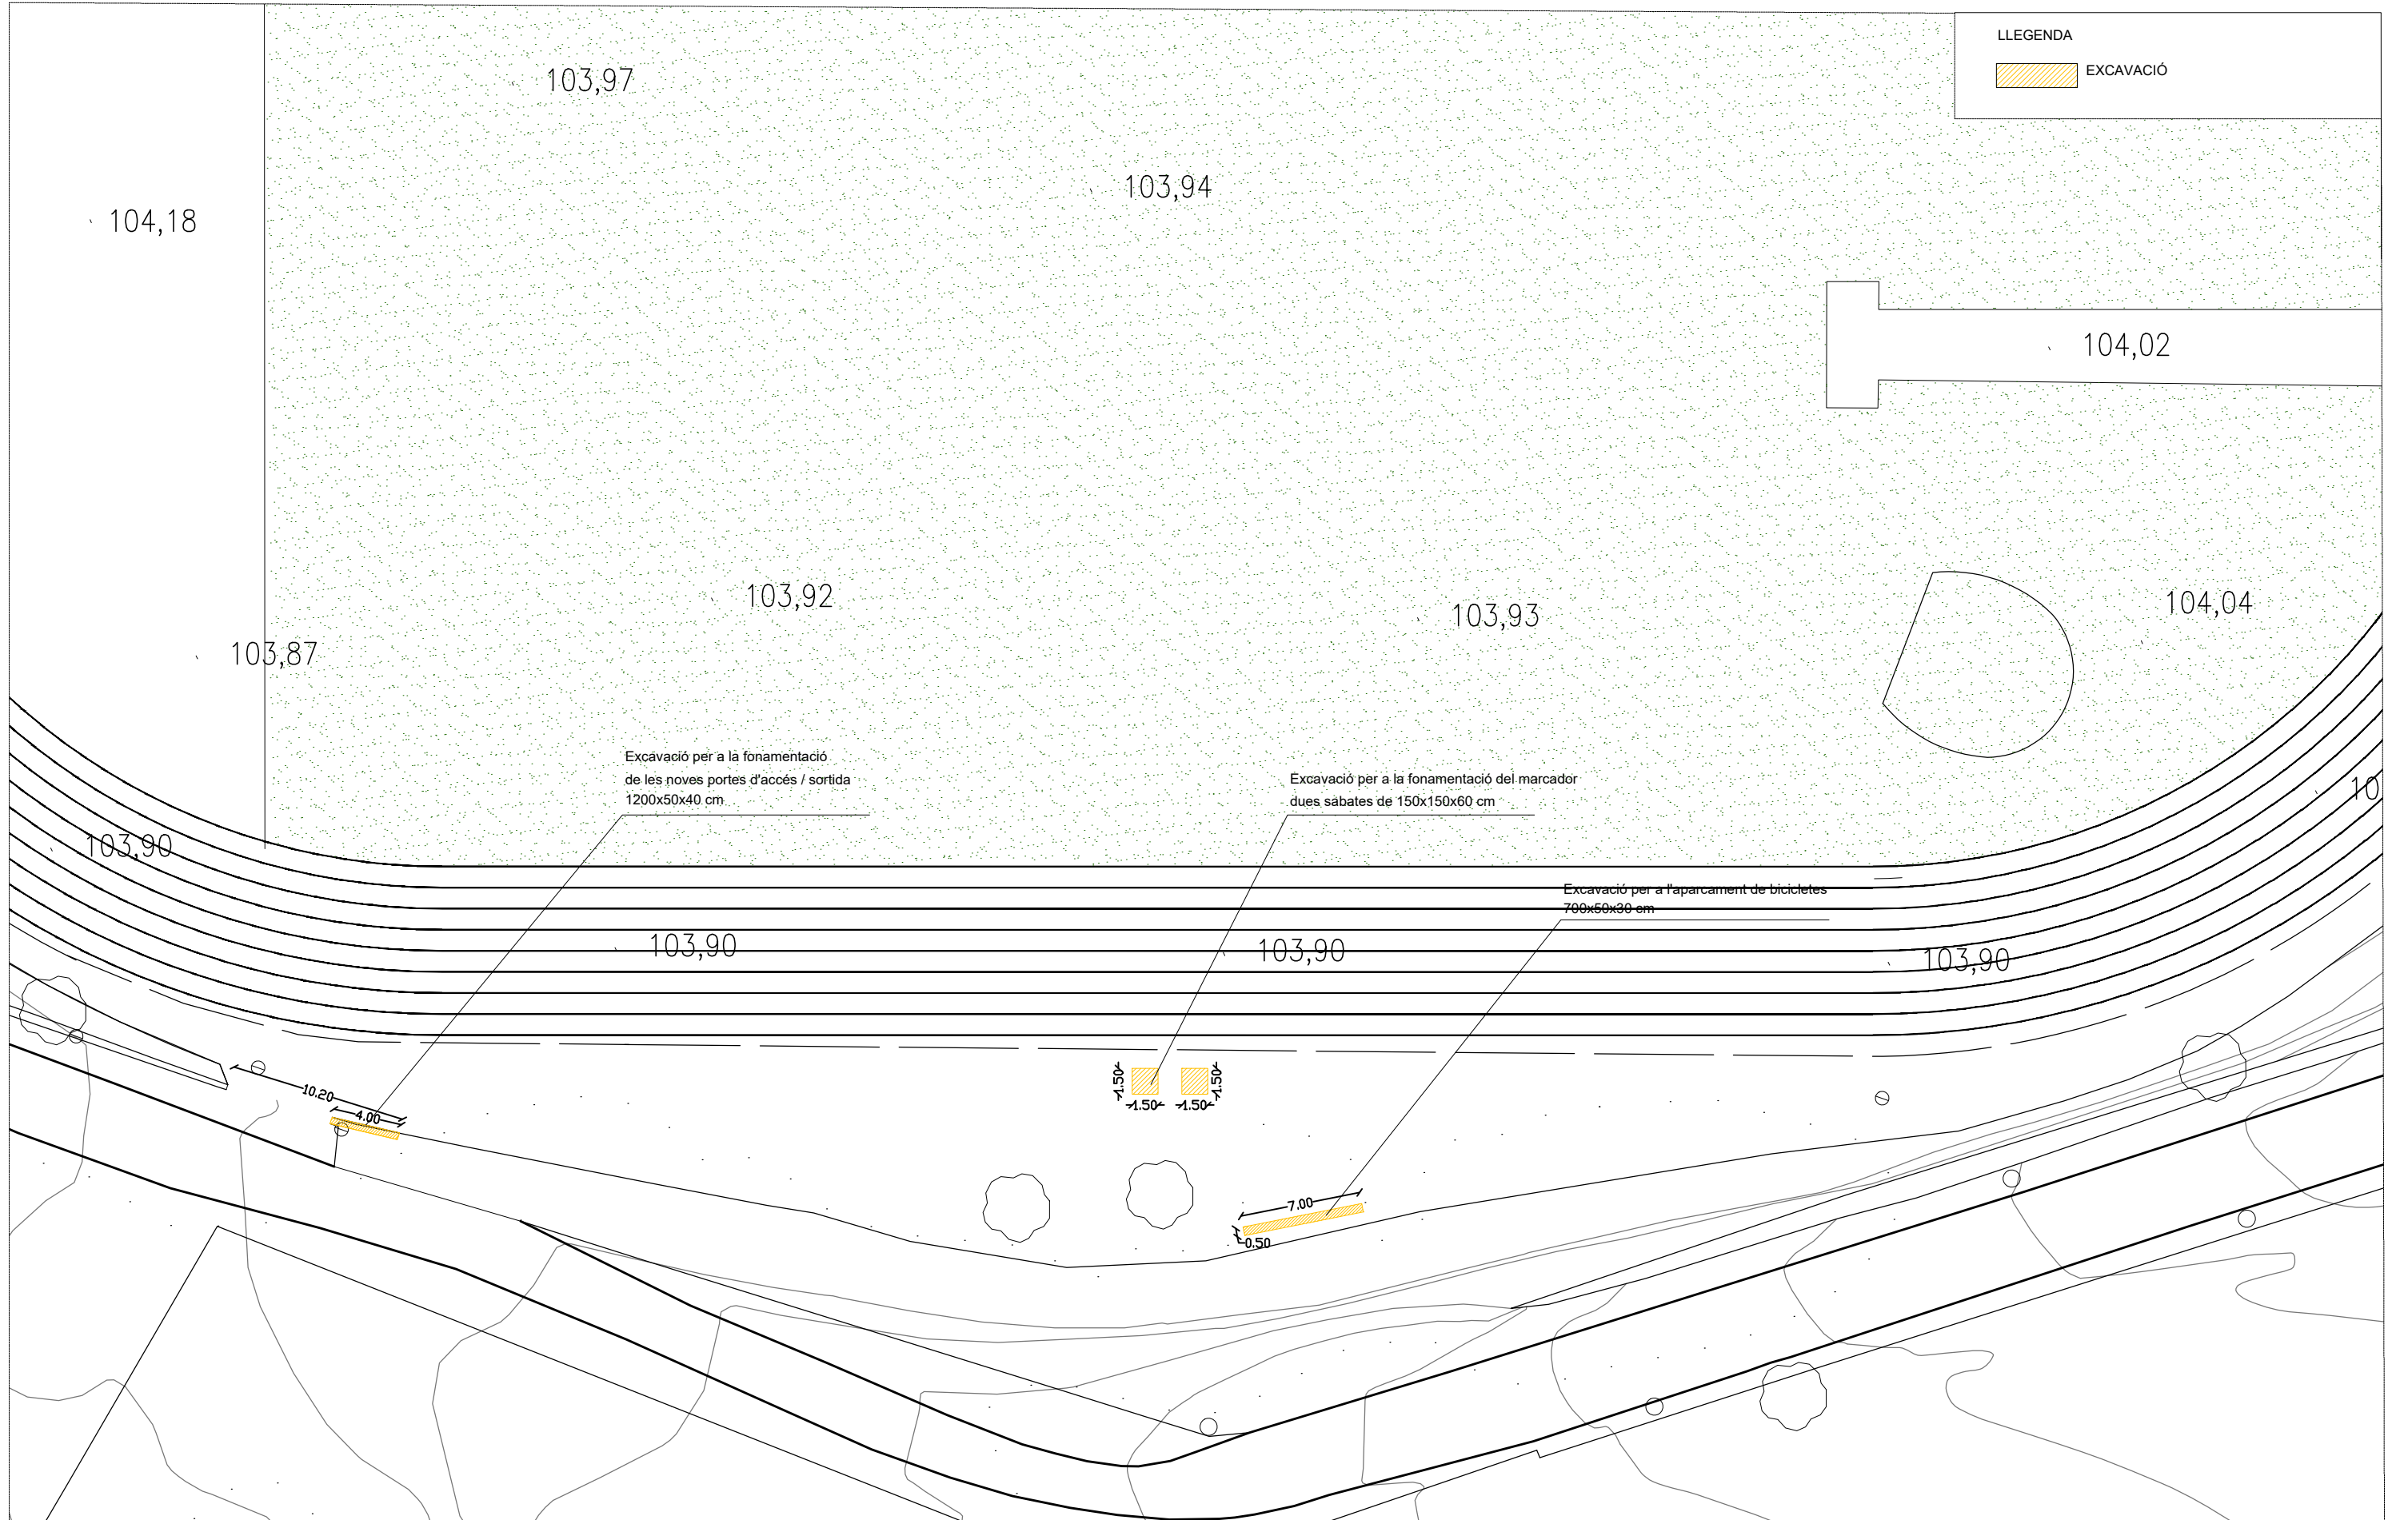 LLEGENDA
EXCAVACIÓ
103,97
103,94
104,18
104,02
103,92
103,93
104,04
103,87
Excavació per a la fonamentació
de les noves portes d'accés / sortida
1200x50x40 cm
Excavació per a la fonamentació del marcador
dues sabates de 150x150x60 cm
10
103,90
Excavació per a l'aparcament de bicicletes
700x50x30 cm
103,90
103,90
103,90
10.20
4.00
1.50
1.50
1.50
1.50
7.00
0.50